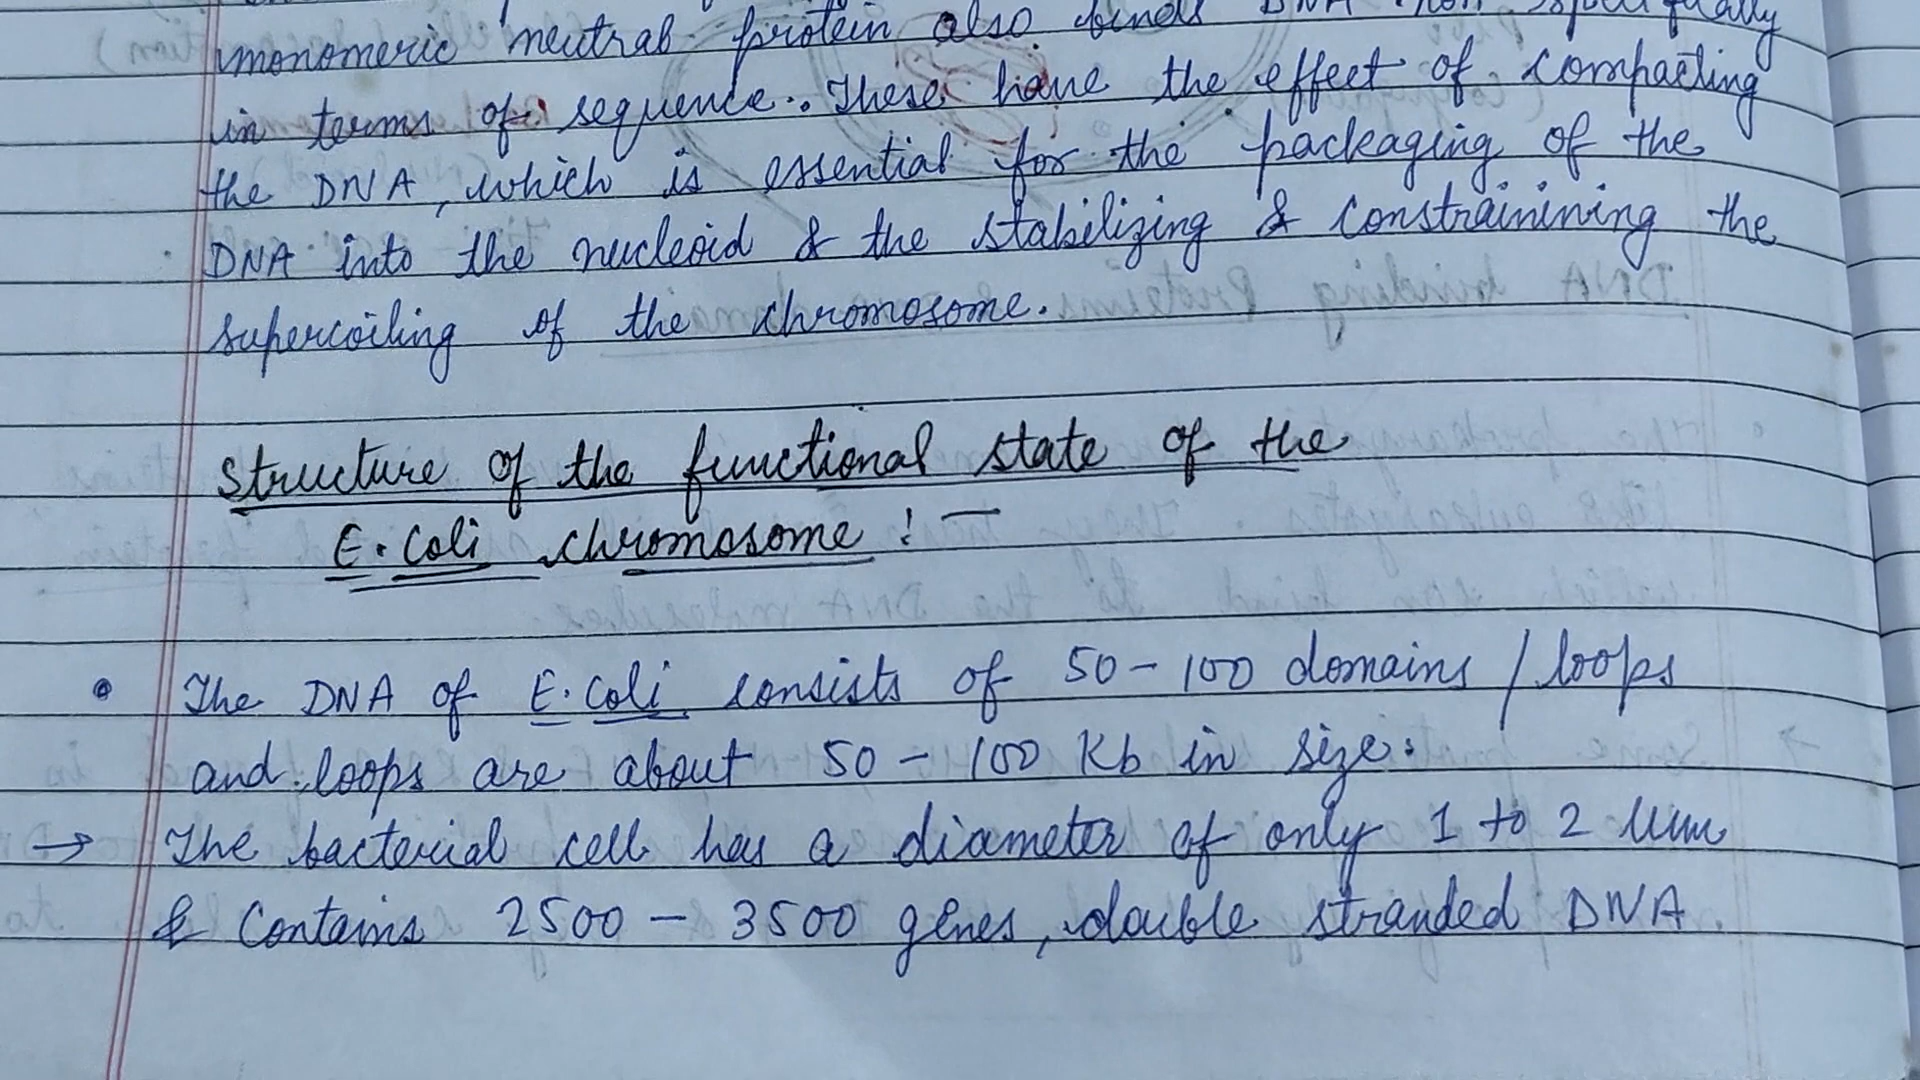 monomeric neutral protein also binds DNA non specifically
in terms of sequence. These have the effect of compacting
the DNA, which is essential for the packaging of the
DNA into the nucleoid & the stabilizing & constrainining the
supercoiling of the chromosome.
Structure of the functional state of the
E. Coli chromosome : -
• The DNA of E. Coli consists of 50 - 100 domains / loops
and loops are about 50 - 100 Kb in size.
→ The bacterial cell has a diameter of only 1 to 2 Um
& Contains 2500 - 3500 genes, double stranded DNA.